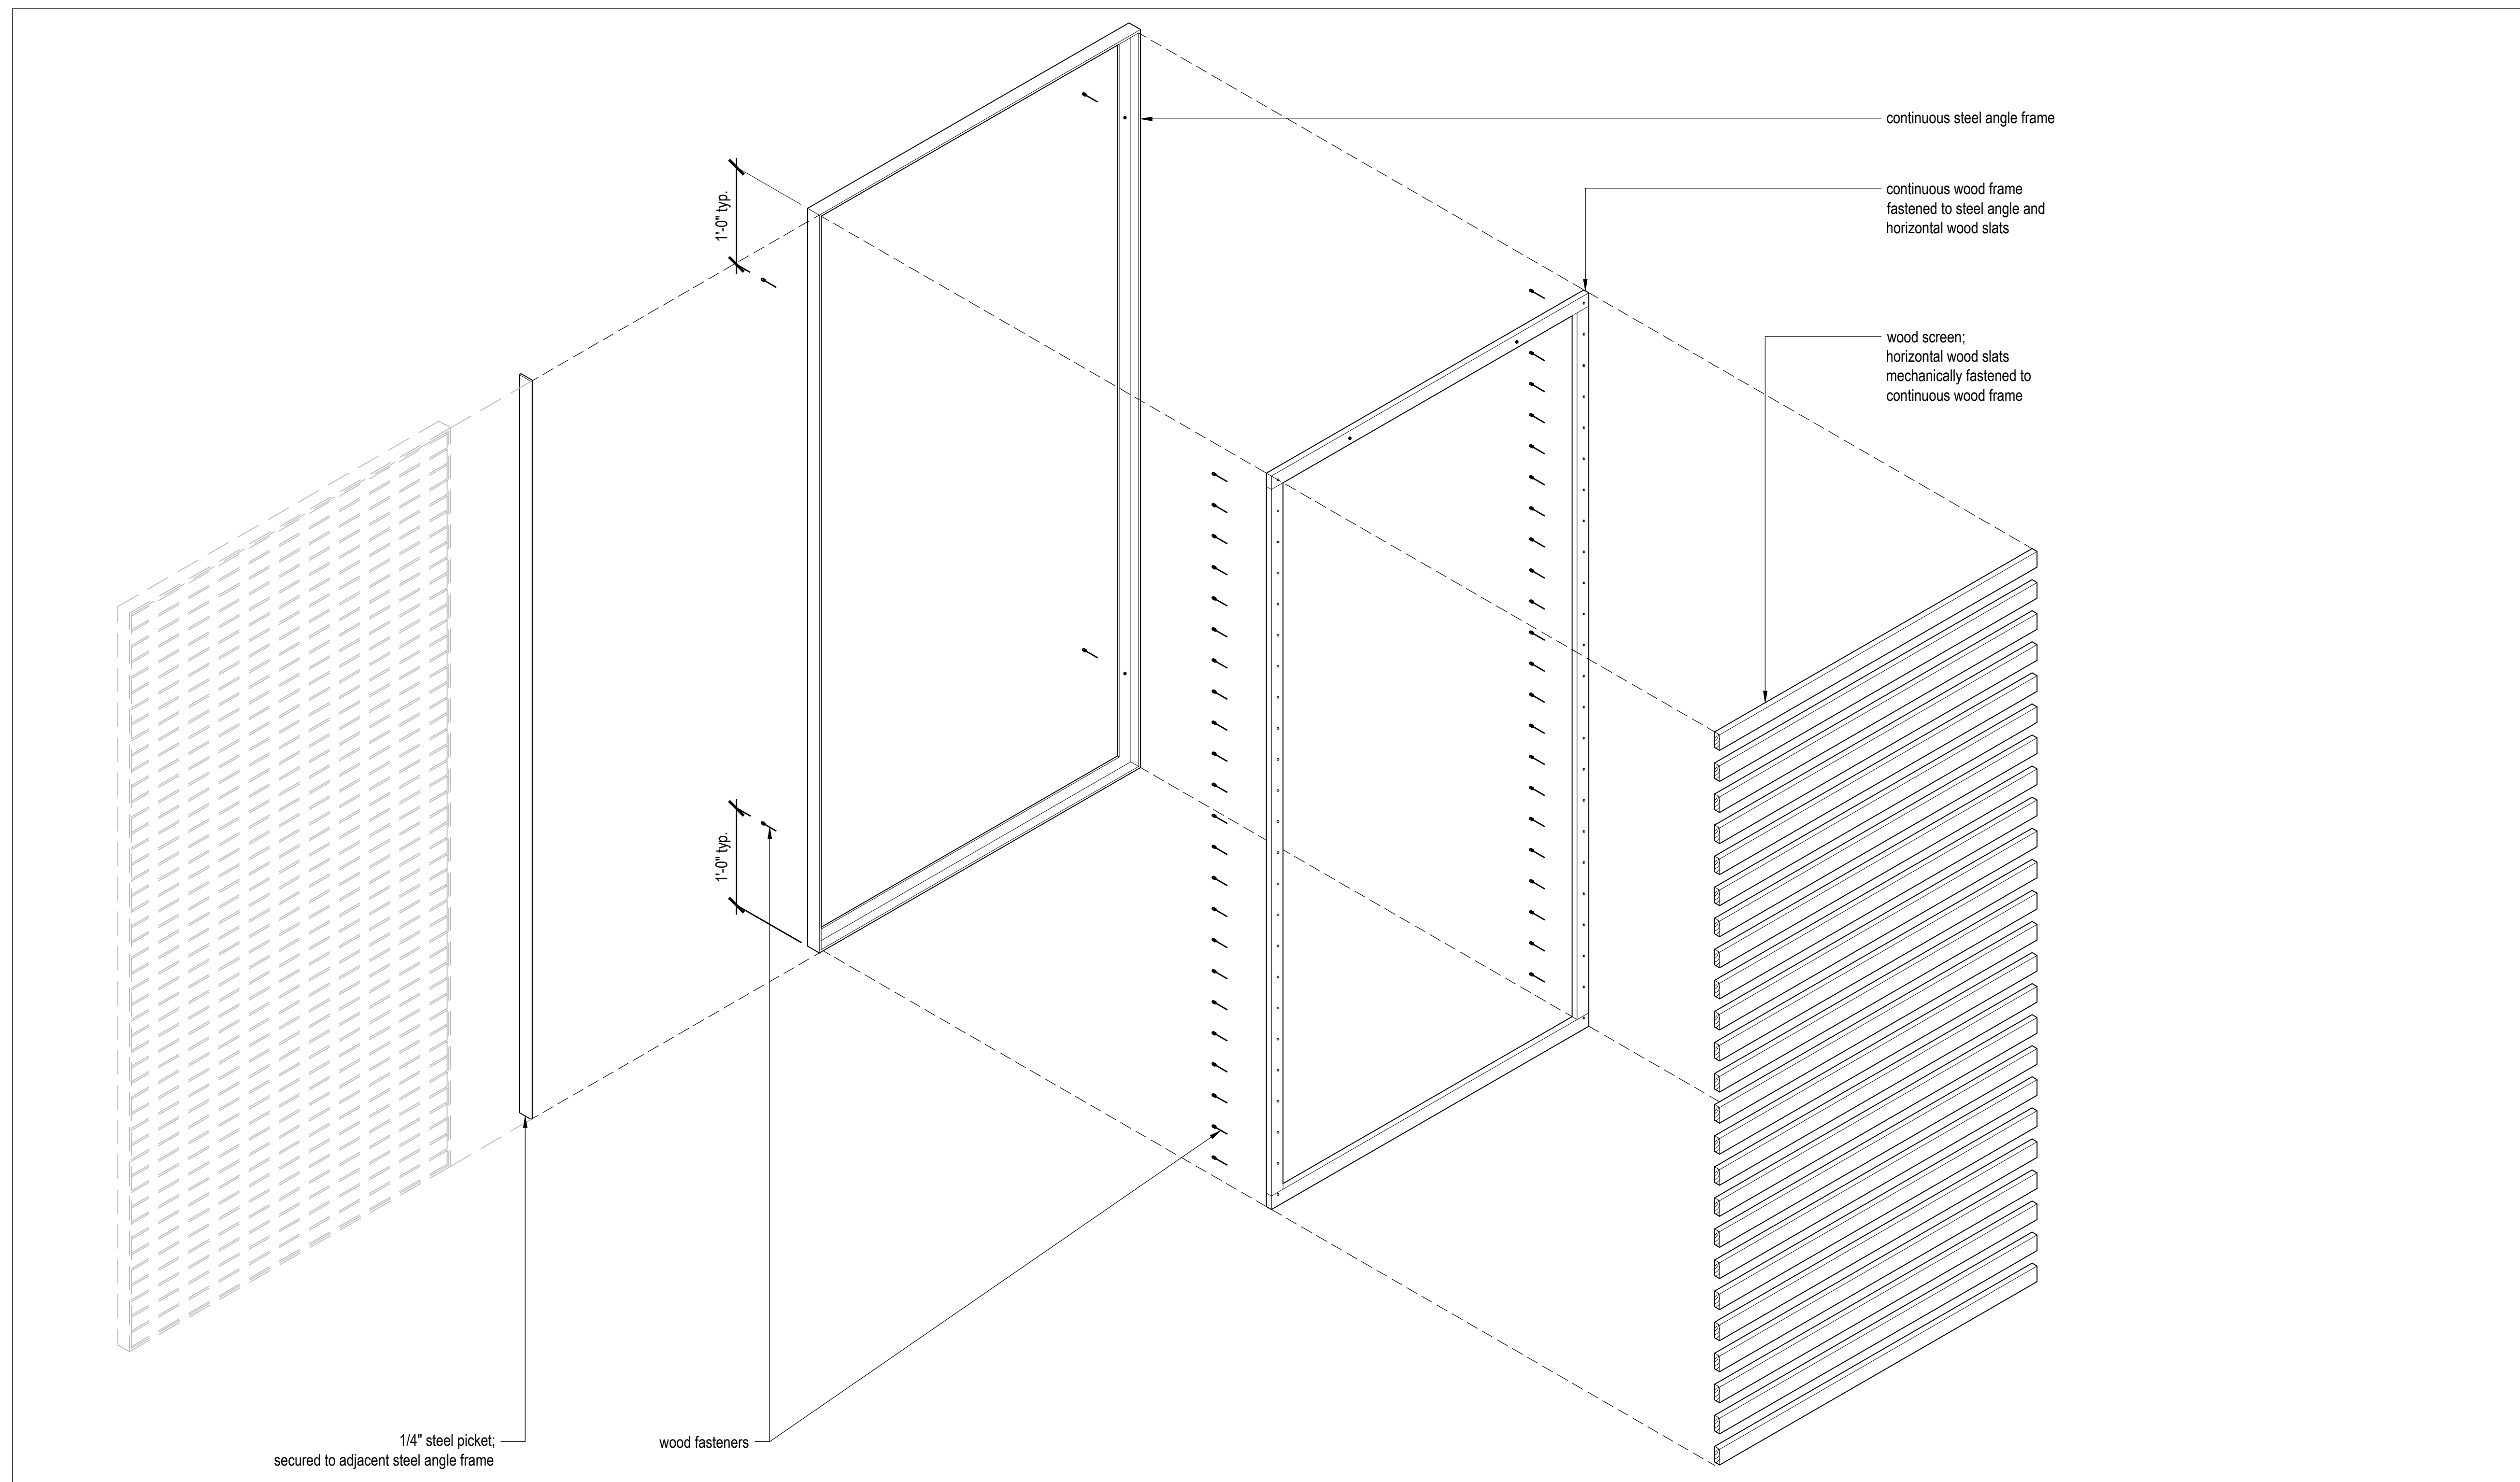 continuous steel angle frame
continuous wood frame
fastened to steel angle and
horizontal wood slats
1'-0" typ.
wood screen;
horizontal wood slats
mechanically fastened to
continuous wood frame
1'-0" typ.
1/4" steel picket;
secured to adjacent steel angle frame
wood fasteners